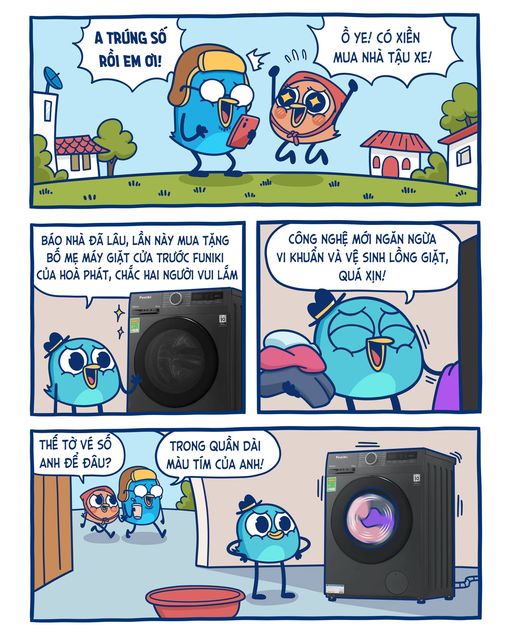 A TRÚNG SỐ
RỒI EM ƠI!
Ồ YE! CÓ XIỀN
MUA NHÀ TẬU XE!
BÁO NHÀ ĐÃ LÂU, LẦN NÀY MUA TẶNG
BỐ MẸ MÁY GIẶT CỬA TRƯỚC FUNIKI
CỦA HOÀ PHÁT, CHẮC HAI NGƯỜI VUI LẮM
Funiki
CÔNG NGHỆ MỚI NGĂN NGỪA
VI KHUẨN VÀ VỆ SINH LỒNG GIẶT,
QUÁ XỊN!
THẾ TỜ VÉ SỐ
ANH ĐỂ ĐÂU?
TRONG QUẦN DÀI
MÀU TÍM CỦA ANH!
Funiki